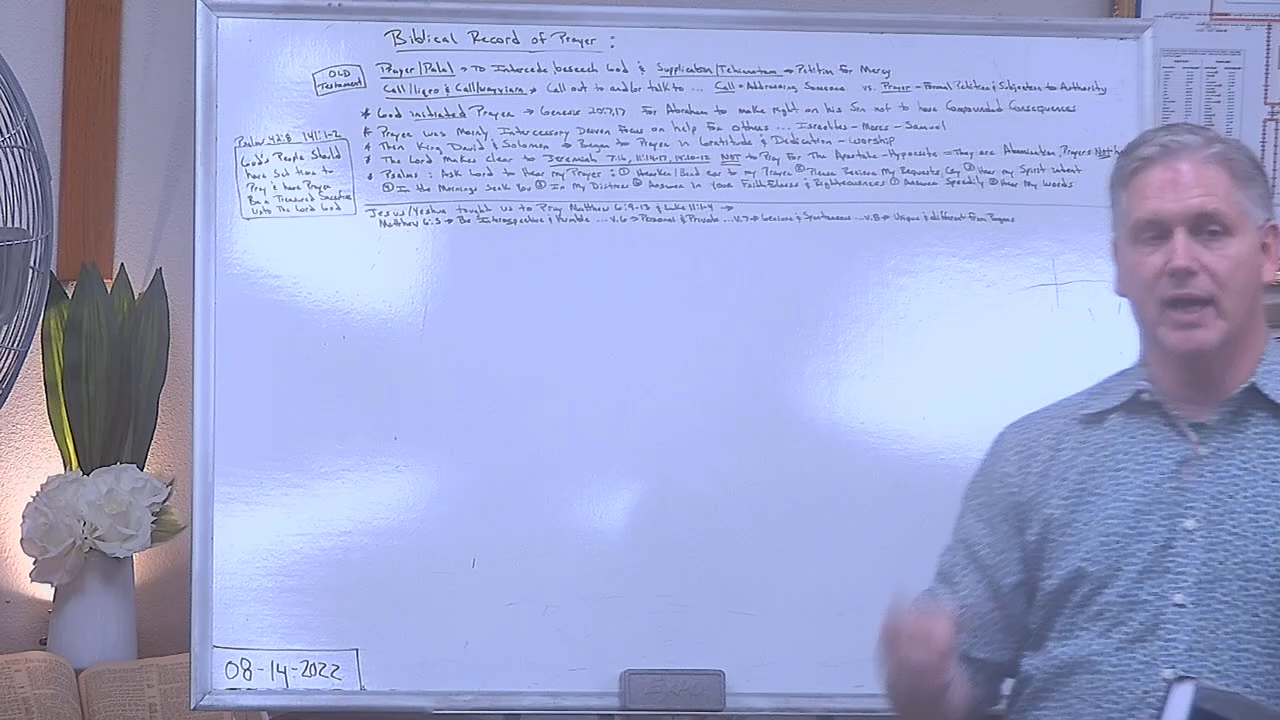 Biblical Record of Prayer :
OLD Testament
Prayer/Palal → Intercede/beseech God & Supplication/Tehinnatam → Petition for Mercy
Call/Liqro & Call/wayyiqra → Call out to and/or talk to ... Call = Addressing Someone vs. Prayer = Formal Petition & Subjection to Authority
* God initiated Prayer → Genesis 20:7,17 For Abraham to make right on his Sin not to have Compounded Consequences
* Prayer was Mainly Intercessory Driven Focus on help for others ... Israelites - Moses - Samuel
* Then King David & Solomon → Began to Prayer in Gratitude & Dedication - Worship
* The Lord Makes clear to Jeremiah 7:16, 11:14-17, 14:10-12 NOT to Pray For The Apostate - Hypocrite = They are Abomination, Prayers Not
* Psalms : Ask Lord to Hear my Prayer : ① Hearken/Bend ear to my Prayer ② Please Receive My Requests, Cry ③ Hear my Spirit intent
In the Mornings Seek You In My Distress Answer in your Faithfulness & Righteousness Answer Speedily Hear My Words
Psalm 42:8 141:1-2
God's People Should
have Set time to
Pray & have Prayer
Be a Treasured Sacrifice
Unto The Lord God
Jesus/Yeshua taught us to Pray Matthew 6:9-13 & Luke 11:1-4 →
Matthew 6:5 → Be Introspective & Humble ... v.6 → Personal & Private ... v.7 → Genuine & Spontaneous ... v.8 → Unique & different From Pagans
08-14-2022
EXPO